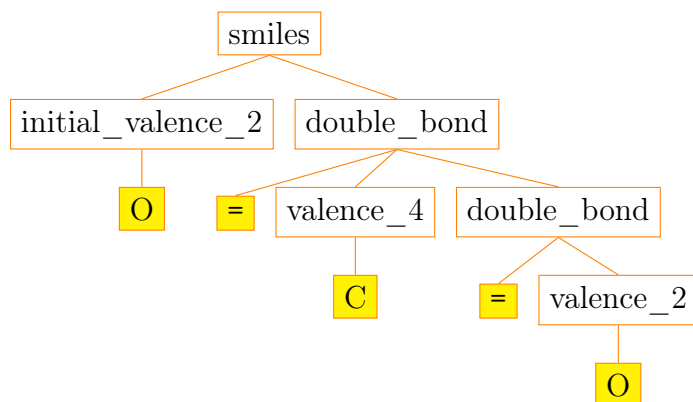 smiles
initial_valence_2 double_bond
O = valence_4 double_bond
C = valence_2
O